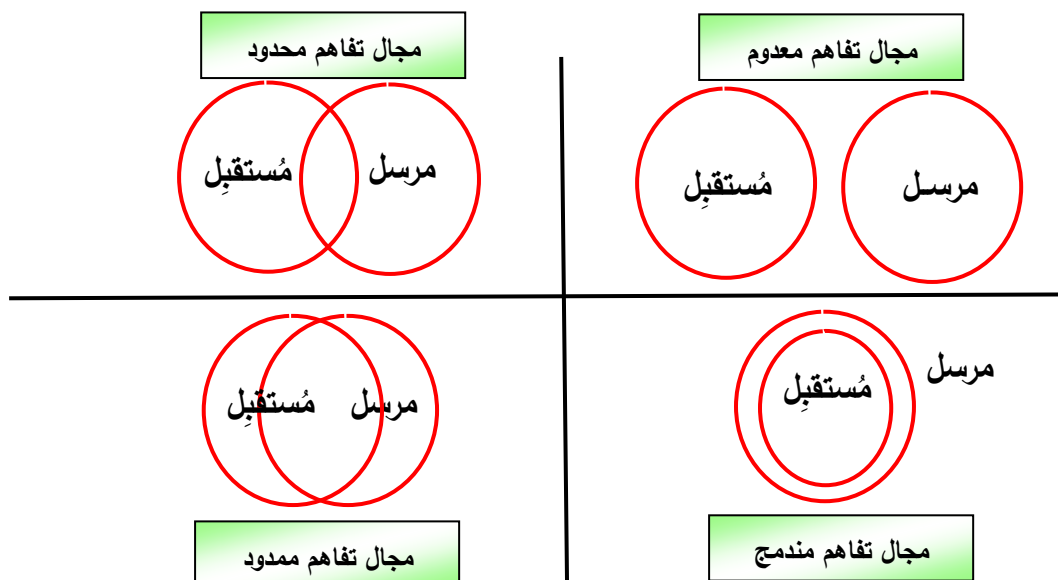 مجال تفاهم معدوم
مرسـل
مُستقبِل
مجال تفاهم محدود
مرسل
مُستقبِل
مرسل
مُستقبِل
مجال تفاهم مندمج
مرسل
مُستقبِل
مجال تفاهم ممدود